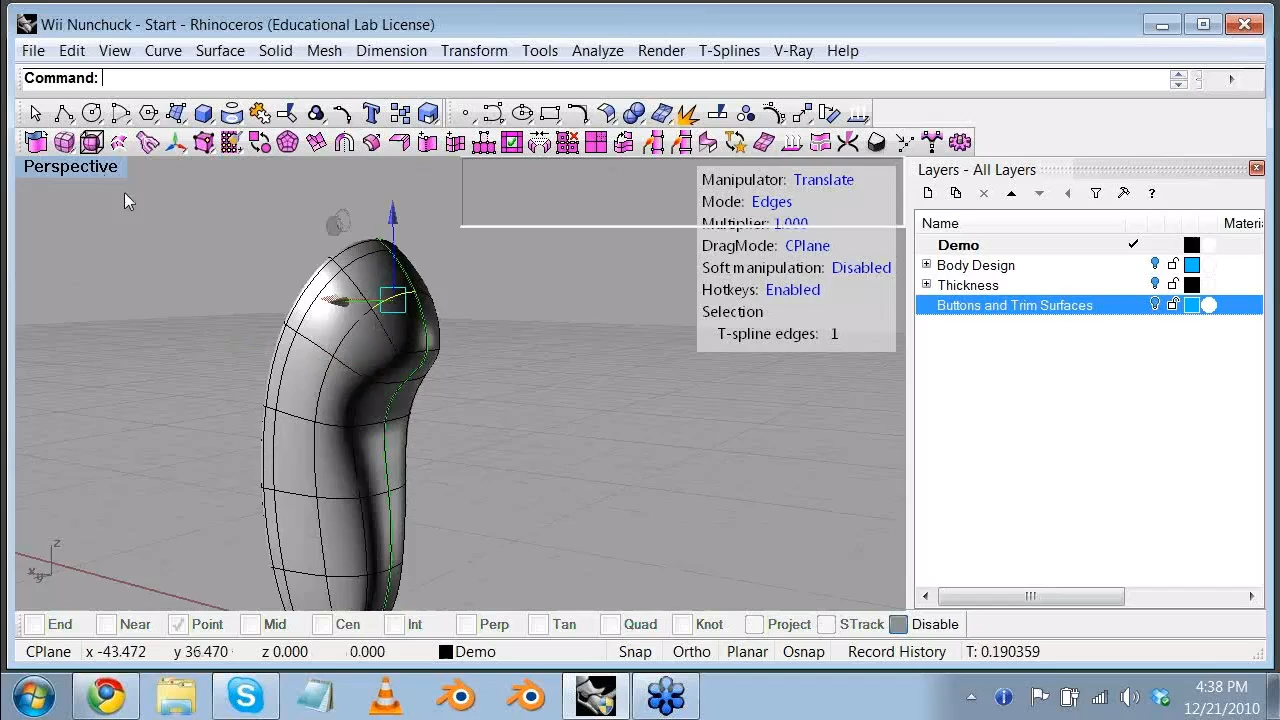 Wii Nunchuck - Start - Rhinoceros (Educational Lab License)
File Edit View Curve Surface Solid Mesh Dimension Transform Tools Analyze Render T-Splines V-Ray Help
Command:
Perspective
Manipulator: Translate
Mode: Edges
Multiplier: 1.000
DragMode: CPlane
Soft manipulation: Disabled
Hotkeys: Enabled
Selection
T-spline edges: 1
Layers - All Layers
Name Materi
Demo
Body Design
Thickness
Buttons and Trim Surfaces
z
x y
End Near Point Mid Cen Int Perp Tan Quad Knot Project STrack Disable
CPlane x -43.472 y 36.470 z 0.000 0.000 Demo Snap Ortho Planar Osnap Record History T: 0.190359
4:38 PM
12/21/2010